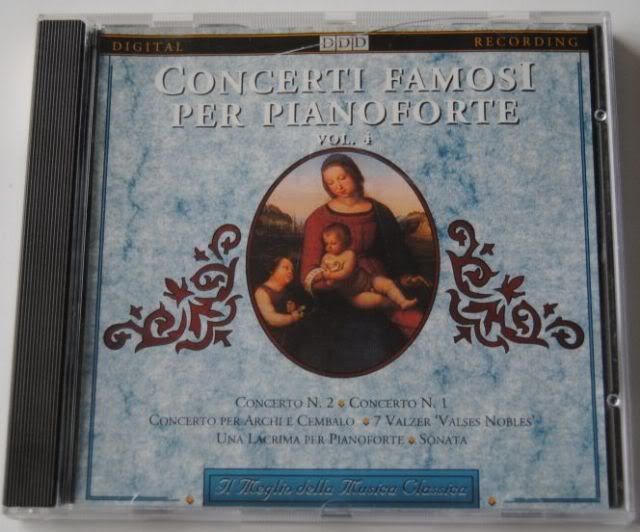 DIGITAL DDD RECORDING
CONCERTI FAMOSI
PER PIANOFORTE
VOL. 4
CONCERTO N. 2 CONCERTO N. 1
CONCERTO PER ARCHI E CEMBALO 7 VALZER 'VALSES NOBLES'
UNA LACRIMA PER PIANOFORTE SONATA
Il Meglio della Musica Classica